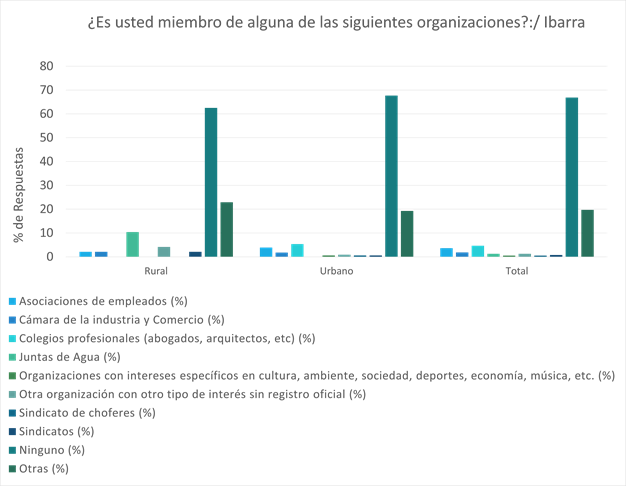 ¿Es usted miembro de alguna de las siguientes organizaciones?:/ Ibarra
80
70
60
50
40
30
20
10
0
% de Respuestas
Rural
Urbano
Total
Asociaciones de empleados (%)
Cámara de la industria y Comercio (%)
Colegios profesionales (abogados, arquitectos, etc) (%)
Juntas de Agua (%)
Organizaciones con intereses específicos en cultura, ambiente, sociedad, deportes, economía, música, etc. (%)
Otra organización con otro tipo de interés sin registro oficial (%)
Sindicato de choferes (%)
Sindicatos (%)
Ninguno (%)
Otras (%)